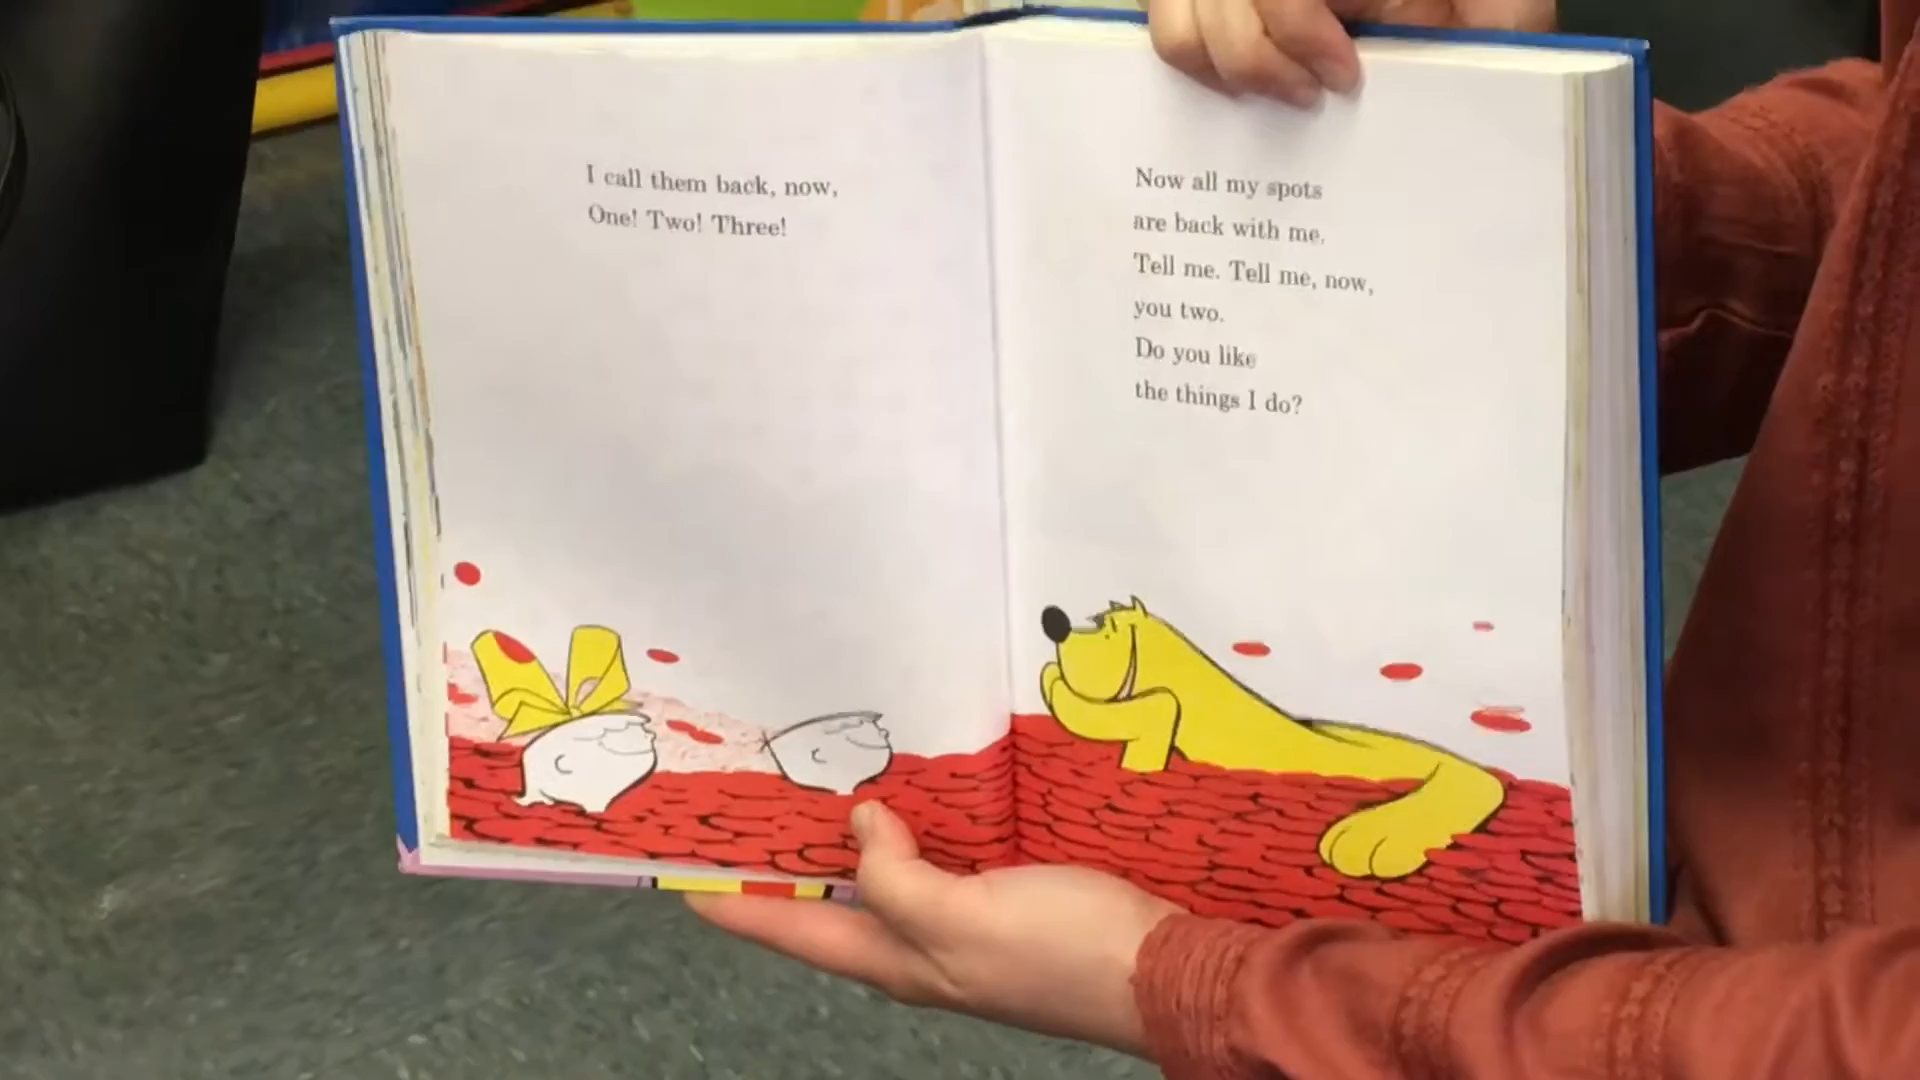 I call them back, now,
One! Two! Three!
Now all my spots
are back with me.
Tell me. Tell me, now,
you two.
Do you like
the things I do?